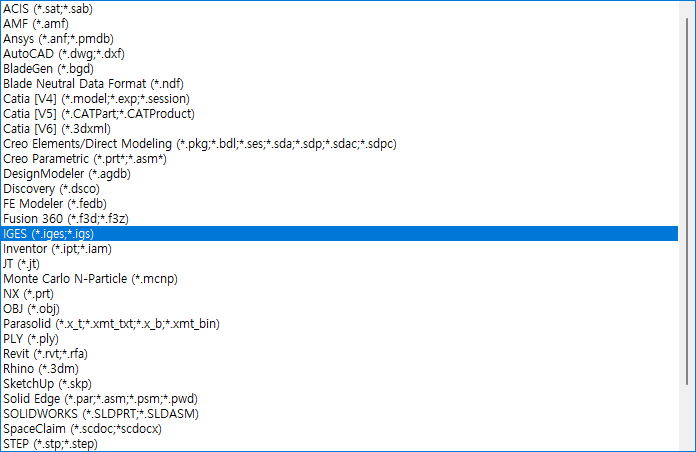 ACIS (*.sat;*.sab)
AMF (*.amf)
Ansys (*.anf;*.pmdb)
AutoCAD (*.dwg;*.dxf)
BladeGen (*.bgd)
Blade Neutral Data Format (*.ndf)
Catia [V4] (*.model;*.exp;*.session)
Catia [V5] (*.CATPart;*.CATProduct)
Catia [V6] (*.3dxml)
Creo Elements/Direct Modeling (*.pkg;*.bdl;*.ses;*.sda;*.sdp;*.sdac;*.sdpc)
Creo Parametric (*.prt*;*.asm*)
DesignModeler (*.agdb)
Discovery (*.dsco)
FE Modeler (*.fedb)
Fusion 360 (*.f3d;*.f3z)
IGES (*.iges;*.igs)
Inventor (*.ipt;*.iam)
JT (*.jt)
Monte Carlo N-Particle (*.mcnp)
NX (*.prt)
OBJ (*.obj)
Parasolid (*.x_t;*.xmt_txt;*.x_b;*.xmt_bin)
PLY (*.ply)
Revit (*.rvt;*.rfa)
Rhino (*.3dm)
SketchUp (*.skp)
Solid Edge (*.par;*.asm;*.psm;*.pwd)
SOLIDWORKS (*.SLDPRT;*.SLDASM)
SpaceClaim (*.scdoc;*scdocx)
STEP (*.stp;*.step)